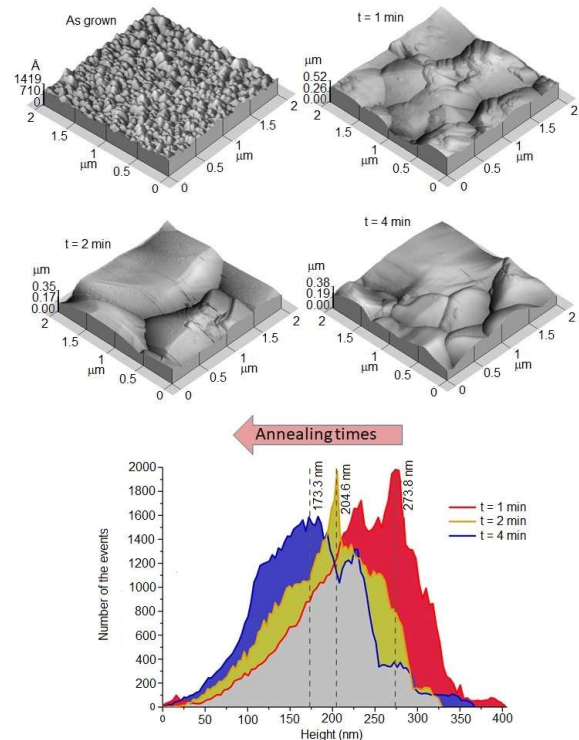 As grown
Å
1419
710
0
2
1.5
1
μm
0.5
0
0
0.5
1
μm
1.5
2
t = 1 min
μm
0.52
0.26
0.00
2
1.5
1
μm
0.5
0
0
0.5
1
μm
1.5
2
t = 2 min
μm
0.35
0.17
0.00
2
1.5
1
μm
0.5
0
0
0.5
1
μm
1.5
2
t = 4 min
μm
0.38
0.19
0.00
2
1.5
1
μm
0.5
0
0
0.5
1
μm
1.5
2
Annealing times
Number of the events
2000
1800
1600
1400
1200
1000
800
600
400
200
0
173.3 nm
204.6 nm
273.8 nm
t = 1 min
t = 2 min
t = 4 min
0
50
100
150
200
250
300
350
400
Height (nm)